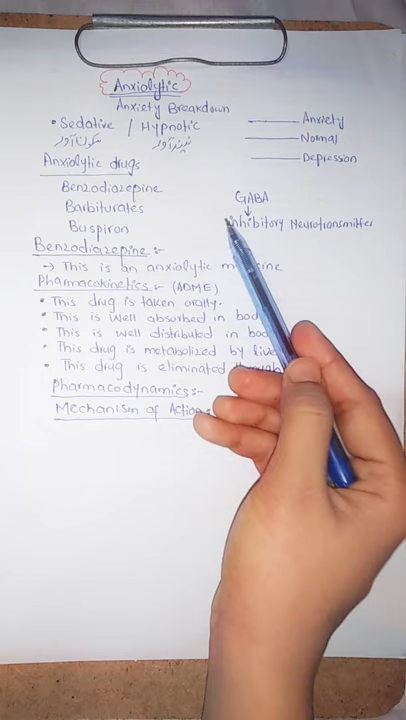 Anxiolytic
Anxiety Breakdown
• Sedative / Hypnotic
سکون آور نیند آور
Anxiolytic drugs
Benzodiazepine
Barbiturates
Buspiron
Anxiety
Normal
Depression
GABA
inhibitory Neurotransmitter
Benzodiazepine :-
→ This is an anxiolytic
Pharmacokinetics :- (ADME)
• This drug is taken orally.
• This is well absorbed in
• This is well distributed in
• This drug is metabolized by
• This drug is eliminated
Pharmacodynamics :-
Mechanism of Action